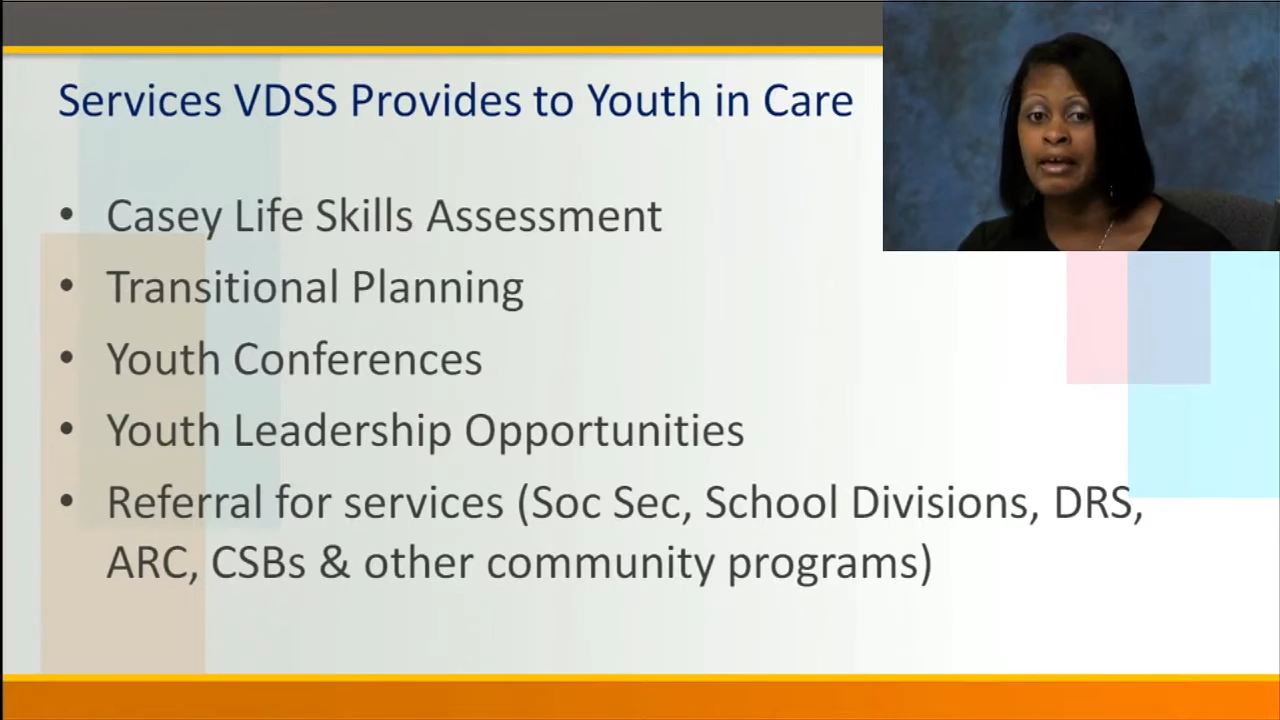 Services VDSS Provides to Youth in Care
• Casey Life Skills Assessment
• Transitional Planning
• Youth Conferences
• Youth Leadership Opportunities
• Referral for services (Soc Sec, School Divisions, DRS,
ARC, CSBs & other community programs)